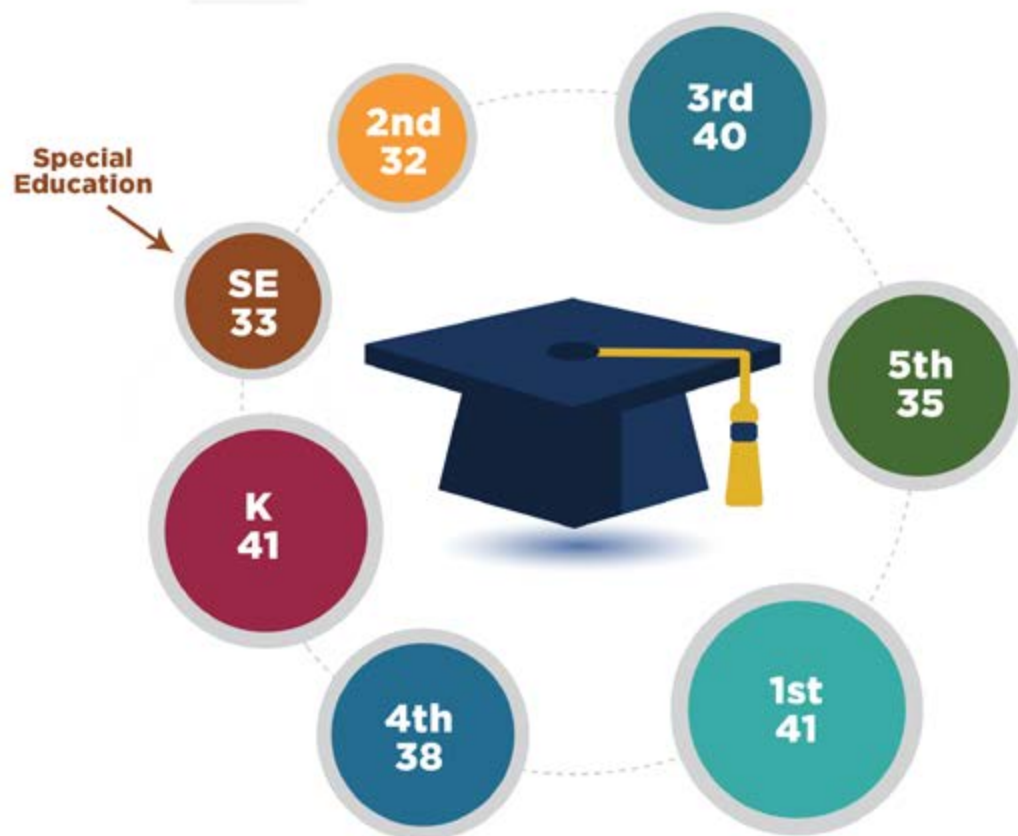 2nd
32
3rd
40
Special
Education
SE
33
5th
35
K
41
1st
41
4th
38